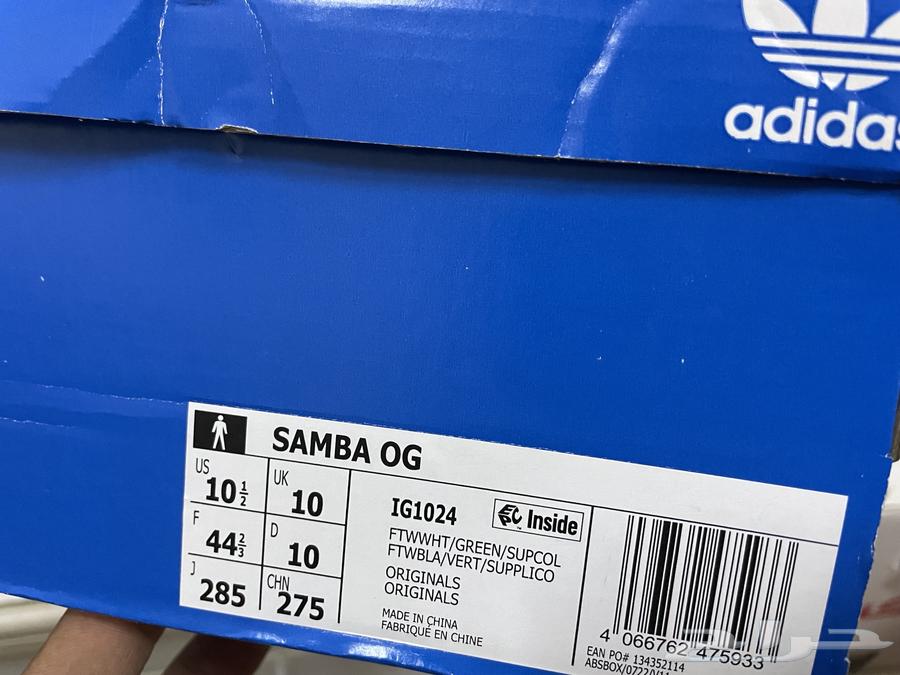 adidas
SAMBA OG
US
10 1/2
UK
10
F
44 2/3
D
10
J
285
CHN
275
IG1024
Inside
FTWWHT/GREEN/SUPCOL
FTWBLA/VERT/SUPPLICO
ORIGINALS
ORIGINALS
MADE IN CHINA
FABRIQUÉ EN CHINE
4 066762 475933
EAN PO# 134352114
حراج